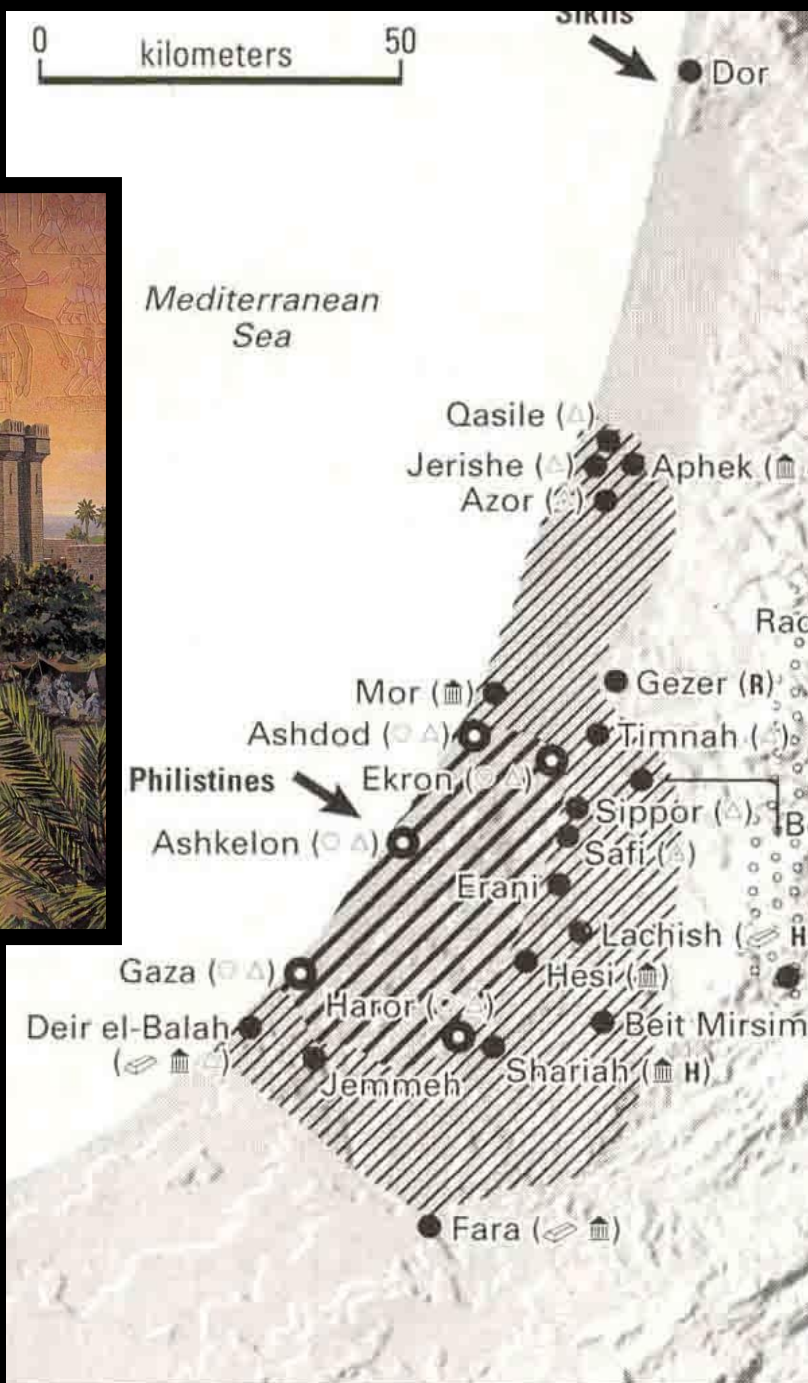 0 50
kilometers
Sikils
Dor
Mediterranean
Sea
Qasile (△)
Jerishe (△) Aphek (
Azor (
Mor (🏛)
Gezer (R)
Ashdod (
Timnah (
Philistines
Ekron (
Sippor (△)
B
Ashkelon (
Safi (
Erani
Lachish ( H
Gaza (
Hesi (🏛)
Haror (
Deir el-Balah
Beit Mirsim
Jemmeh
Shariah (🏛 H)
Fara ( 🏛)